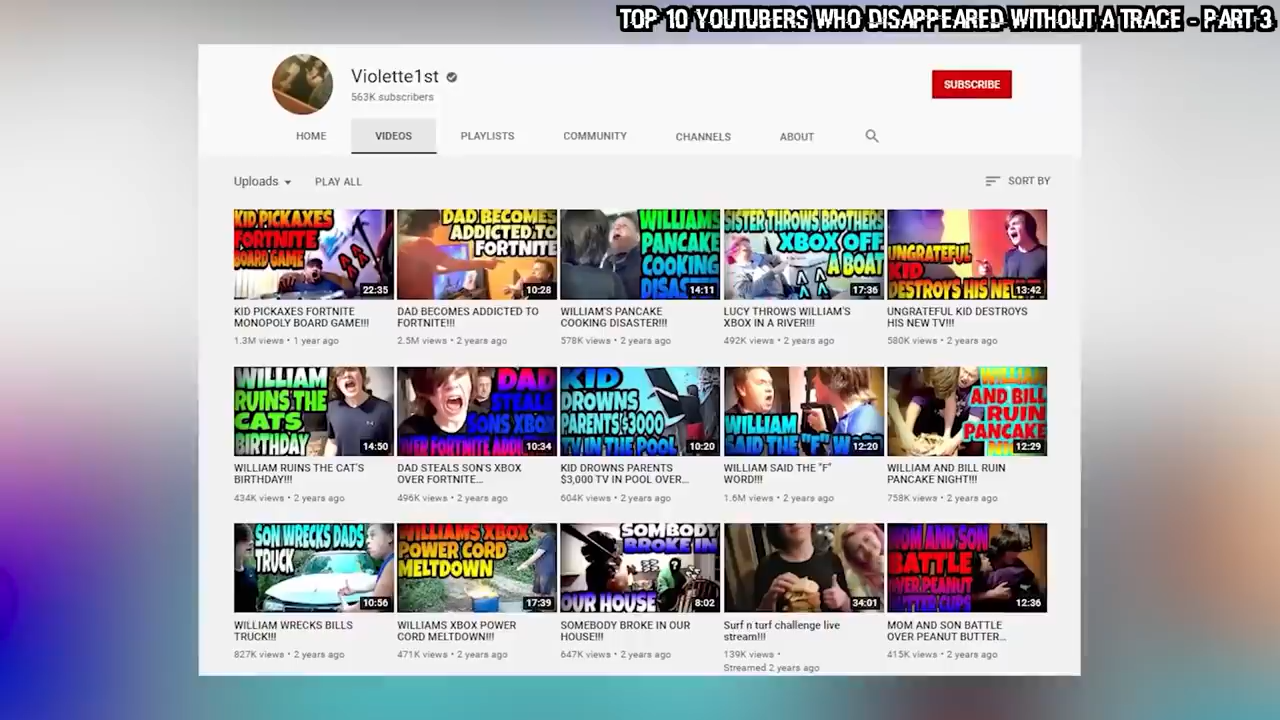 TOP 10 YOUTUBERS WHO DISAPPEARED WITHOUT A TRACE - PART 3
Violette1st
563K subscribers
SUBSCRIBE
HOME VIDEOS PLAYLISTS COMMUNITY CHANNELS ABOUT
Uploads PLAY ALL SORT BY
KID PICKAXES
FORTNITE
BOARD GAME
22:35
DAD BECOMES
ADDICTED TO
FORTNITE
10:28
WILLIAMS
PANCAKE
COOKING
DISASTER
14:11
SISTER THROWS BROTHERS
XBOX OFF
A BOAT
17:36
UNGRATEFUL
KID
DESTROYS HIS NEW
13:42
KID PICKAXES FORTNITE
MONOPOLY BOARD GAME!!!
1.3M views • 1 year ago
DAD BECOMES ADDICTED TO
FORTNITE!!!
2.5M views • 2 years ago
WILLIAM'S PANCAKE
COOKING DISASTER!!!
578K views • 2 years ago
LUCY THROWS WILLIAM'S
XBOX IN A RIVER!!!
492K views • 2 years ago
UNGRATEFUL KID DESTROYS
HIS NEW TV!!!
580K views • 2 years ago
WILLIAM
RUINS THE
CATS
BIRTHDAY
14:50
DAD
STEALS
SONS XBOX
OVER FORTNITE
10:34
KID
DROWNS
PARENTS $3000
TV IN THE POOL
10:20
WILLIAM
SAID THE "F" WORD
12:20
WILLIAM
AND BILL
RUIN
PANCAKE
12:29
WILLIAM RUINS THE CAT'S
BIRTHDAY!!!
434K views • 2 years ago
DAD STEALS SON'S XBOX
OVER FORTNITE...
496K views • 2 years ago
KID DROWNS PARENTS
$3,000 TV IN POOL OVER...
604K views • 2 years ago
WILLIAM SAID THE "F"
WORD!!!
1.6M views • 2 years ago
WILLIAM AND BILL RUIN
PANCAKE NIGHT!!!
758K views • 2 years ago
SON WRECKS DADS
TRUCK
10:56
WILLIAMS XBOX
POWER CORD
MELTDOWN
17:39
SOMBODY
BROKE IN
OUR HOUSE
8:02
34:01
MOM AND SON
BATTLE
OVER PEANUT
BUTTER CUPS
12:36
WILLIAM WRECKS BILLS
TRUCK!!!
827K views • 2 years ago
WILLIAMS XBOX POWER
CORD MELTDOWN!!!
471K views • 2 years ago
SOMEBODY BROKE IN OUR
HOUSE!!!
647K views • 2 years ago
Surf n turf challenge live
stream!!!
139K views •
Streamed 2 years ago
MOM AND SON BATTLE
OVER PEANUT BUTTER...
415K views • 2 years ago